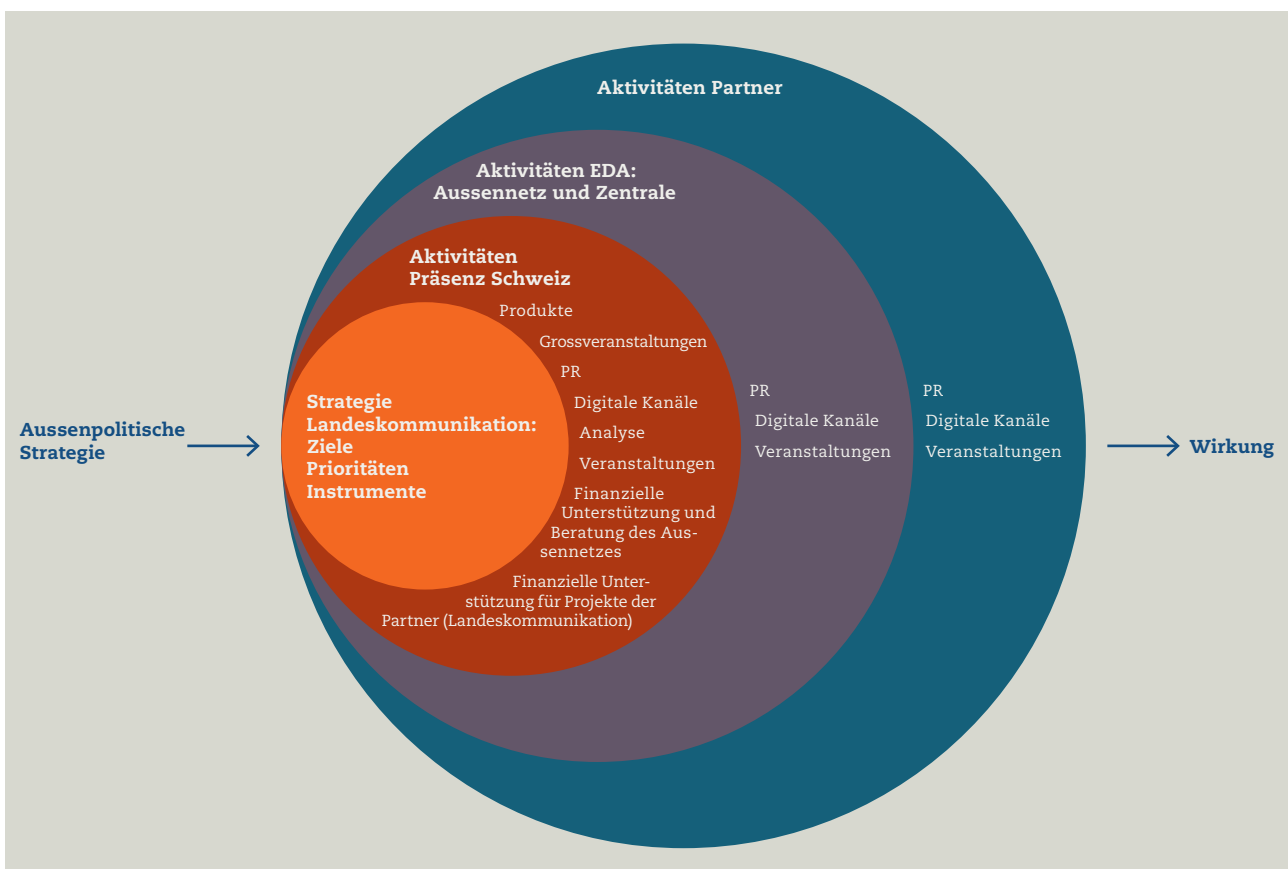 Aktivitäten Partner
Aktivitäten EDA:
Aussennetz und Zentrale
Aktivitäten
Präsenz Schweiz
Produkte
Grossveranstaltungen
PR
Digitale Kanäle
Analyse
Veranstaltungen
Finanzielle
Unterstützung und
Beratung des Aus-
sennetzes
Finanzielle Unter-
stützung für Projekte der
Partner (Landeskommunikation)
Strategie
Landeskommunikation:
Ziele
Prioritäten
Instrumente
PR
Digitale Kanäle
Veranstaltungen
PR
Digitale Kanäle
Veranstaltungen
Aussenpolitische
Strategie
Wirkung